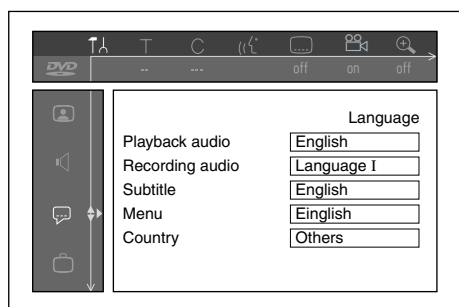 T C
DVD -- --- off on off
Language
Playback audio English
Recording audio Language I
Subtitle English
Menu Einglish
Country Others